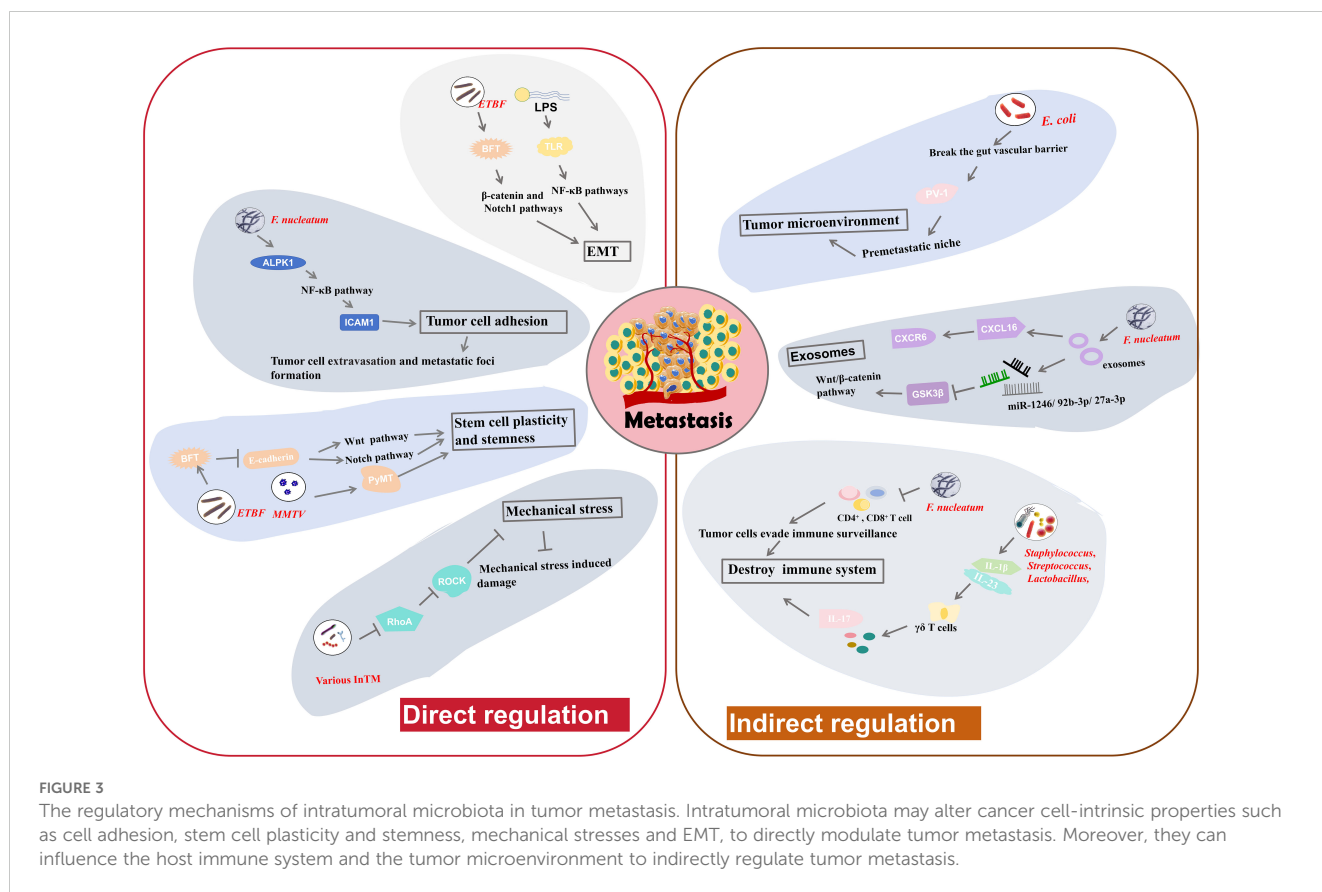 ETBF
LPS
BFT
TLR
β-catenin and
Notch1 pathways
NF-κB pathways
EMT
F. nucleatum
ALPK1
NF-κB pathway
ICAM1
Tumor cell adhesion
Tumor cell extravasation and metastatic foci
formation
BFT
E-cadherin
Wnt pathway
Notch pathway
PyMT
Stem cell plasticity
and stemness
ETBF
MMTV
Mechanical stress
Mechanical stress induced
damage
ROCK
RhoA
Various InTM
Direct regulation
Metastasis
E. coli
Break the gut vascular barrier
PV-1
Tumor microenvironment
Premetastatic niche
CXCR6
CXCL16
F. nucleatum
Exosomes
exosomes
Wnt/β-catenin
pathway
GSK3β
miR-1246/ 92b-3p/ 27a-3p
CD4⁺ , CD8⁺ T cell
F. nucleatum
Tumor cells evade immune surveillance
Destroy immune system
Staphylococcus,
Streptococcus,
Lactobacillus,
IL-1β
IL-23
IL-17
γδ T cells
Indirect regulation
FIGURE 3
The regulatory mechanisms of intratumoral microbiota in tumor metastasis. Intratumoral microbiota may alter cancer cell-intrinsic properties such
as cell adhesion, stem cell plasticity and stemness, mechanical stresses and EMT, to directly modulate tumor metastasis. Moreover, they can
influence the host immune system and the tumor microenvironment to indirectly regulate tumor metastasis.